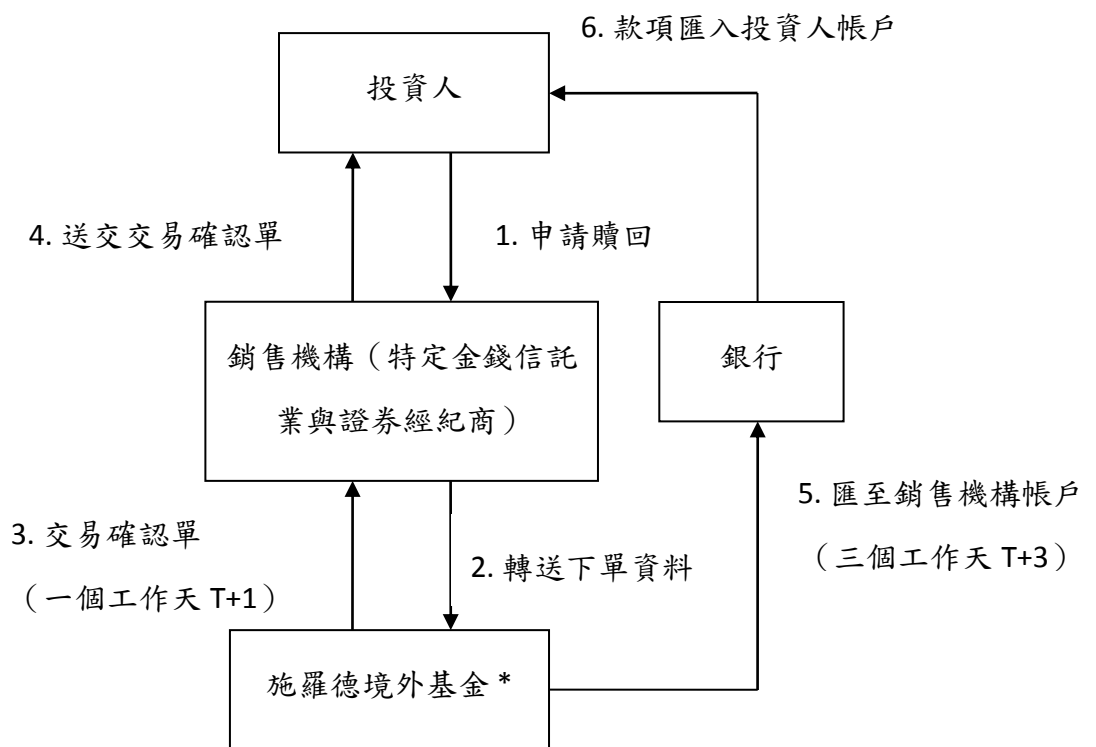 6. 款項匯入投資人帳戶
投資人
4. 送交交易確認單
1. 申請贖回
銷售機構（特定金錢信託
業與證券經紀商）
銀行
3. 交易確認單
（一個工作天 T+1）
2. 轉送下單資料
5. 匯至銷售機構帳戶
（三個工作天 T+3）
施羅德境外基金 *